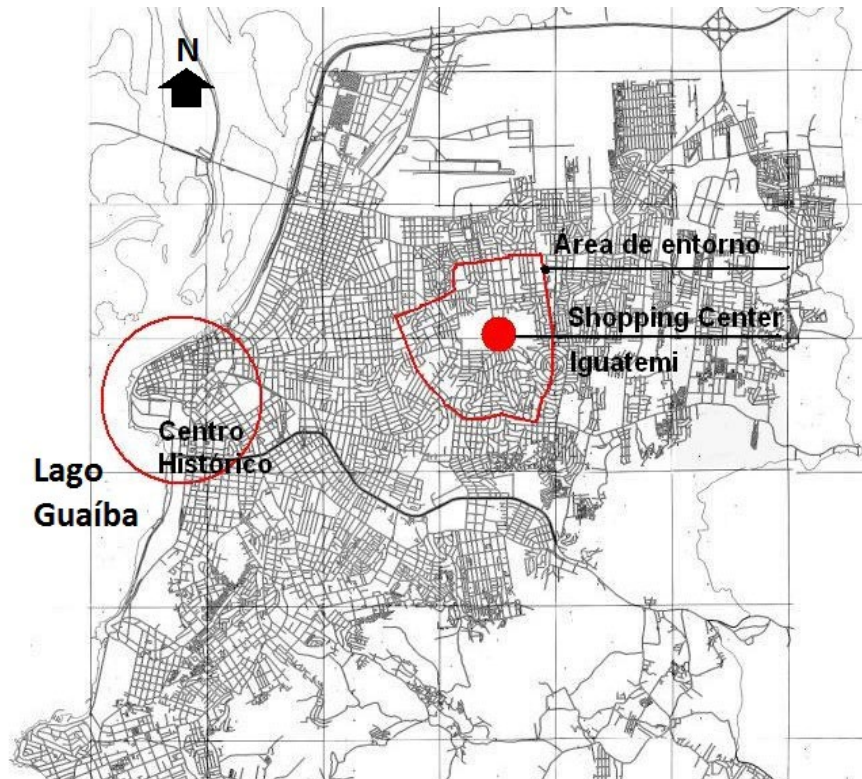 N
Área de entorno
Shopping Center
Iguatemi
Centro
Histórico
Lago
Guaíba